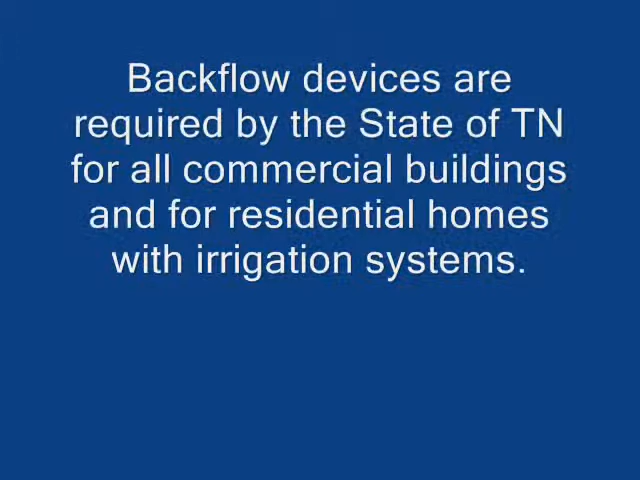 Backflow devices are
required by the State of TN
for all commercial buildings
and for residential homes
with irrigation systems.